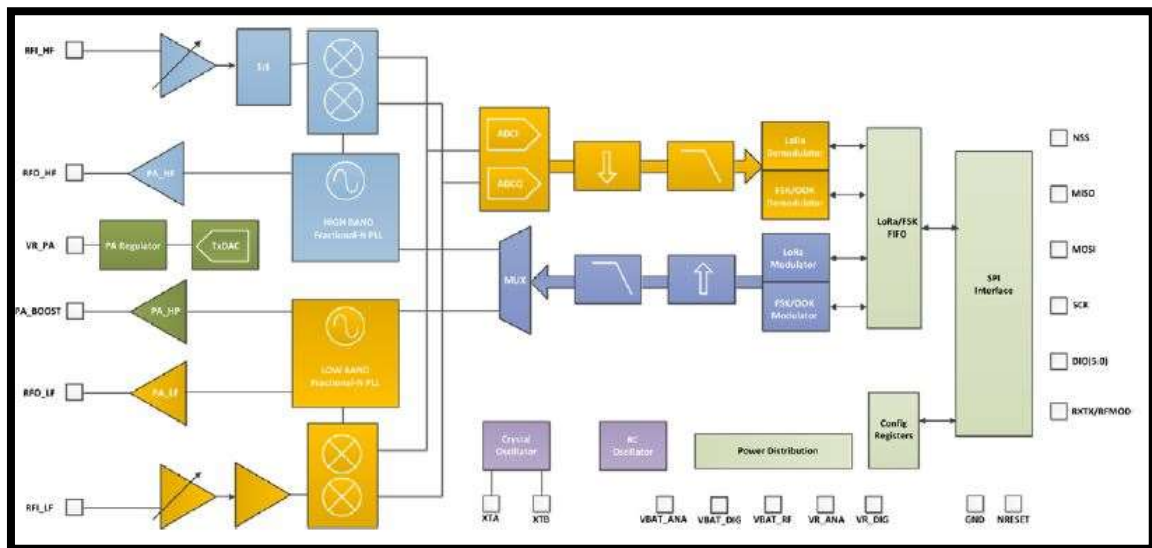 RFI_HF
RFO_HF
PA_HF
VR_PA
PA Regulator
TxDAC
PA_BOOST
PA_HP
RFO_LF
PA_LF
RFI_LF
HIGH BAND
Fractional-N PLL
LOW BAND
Fractional-N PLL
ADCI
ADCQ
MUX
LoRa
Demodulator
FSK/OOK
Demodulator
LoRa
Modulator
FSK/OOK
Modulator
LoRa/FSK
FIFO
SPI
Interface
Config
Registers
NSS
MISO
MOSI
SCK
DIO(5:0)
RXTX/RFMOD
Crystal
Oscillator
RC
Oscillator
Power Distribution
XTA
XTB
VBAT_ANA
VBAT_DIG
VBAT_RF
VR_ANA
VR_DIG
GND
NRESET